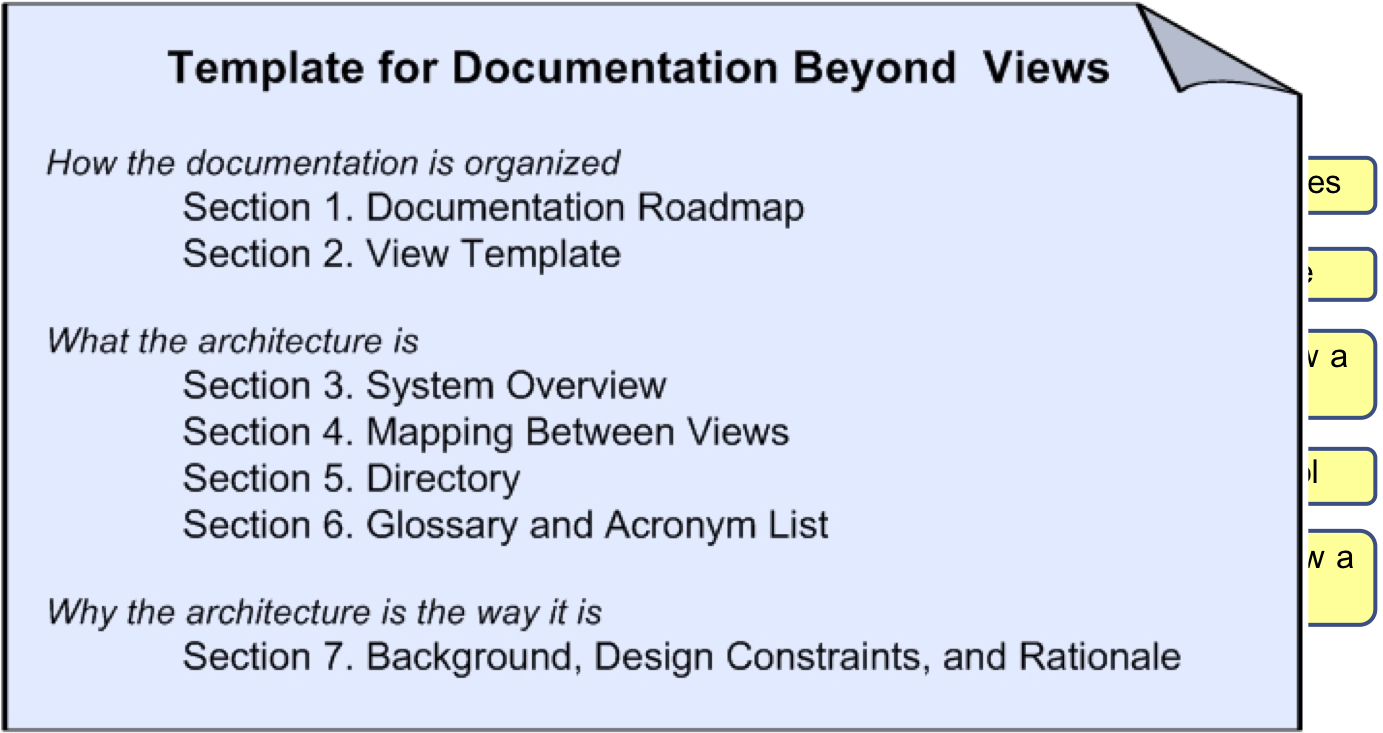 Template for Documentation Beyond Views
How the documentation is organized
Section 1. Documentation Roadmap
Section 2. View Template
What the architecture is
Section 3. System Overview
Section 4. Mapping Between Views
Section 5. Directory
Section 6. Glossary and Acronym List
Why the architecture is the way it is
Section 7. Background, Design Constraints, and Rationale
es
a
a